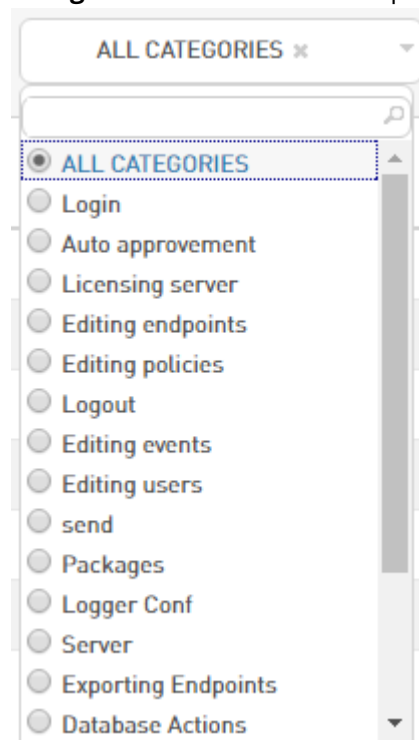 ALL CATEGORIES
ALL CATEGORIES
Login
Auto approvement
Licensing server
Editing endpoints
Editing policies
Logout
Editing events
Editing users
send
Packages
Logger Conf
Server
Exporting Endpoints
Database Actions